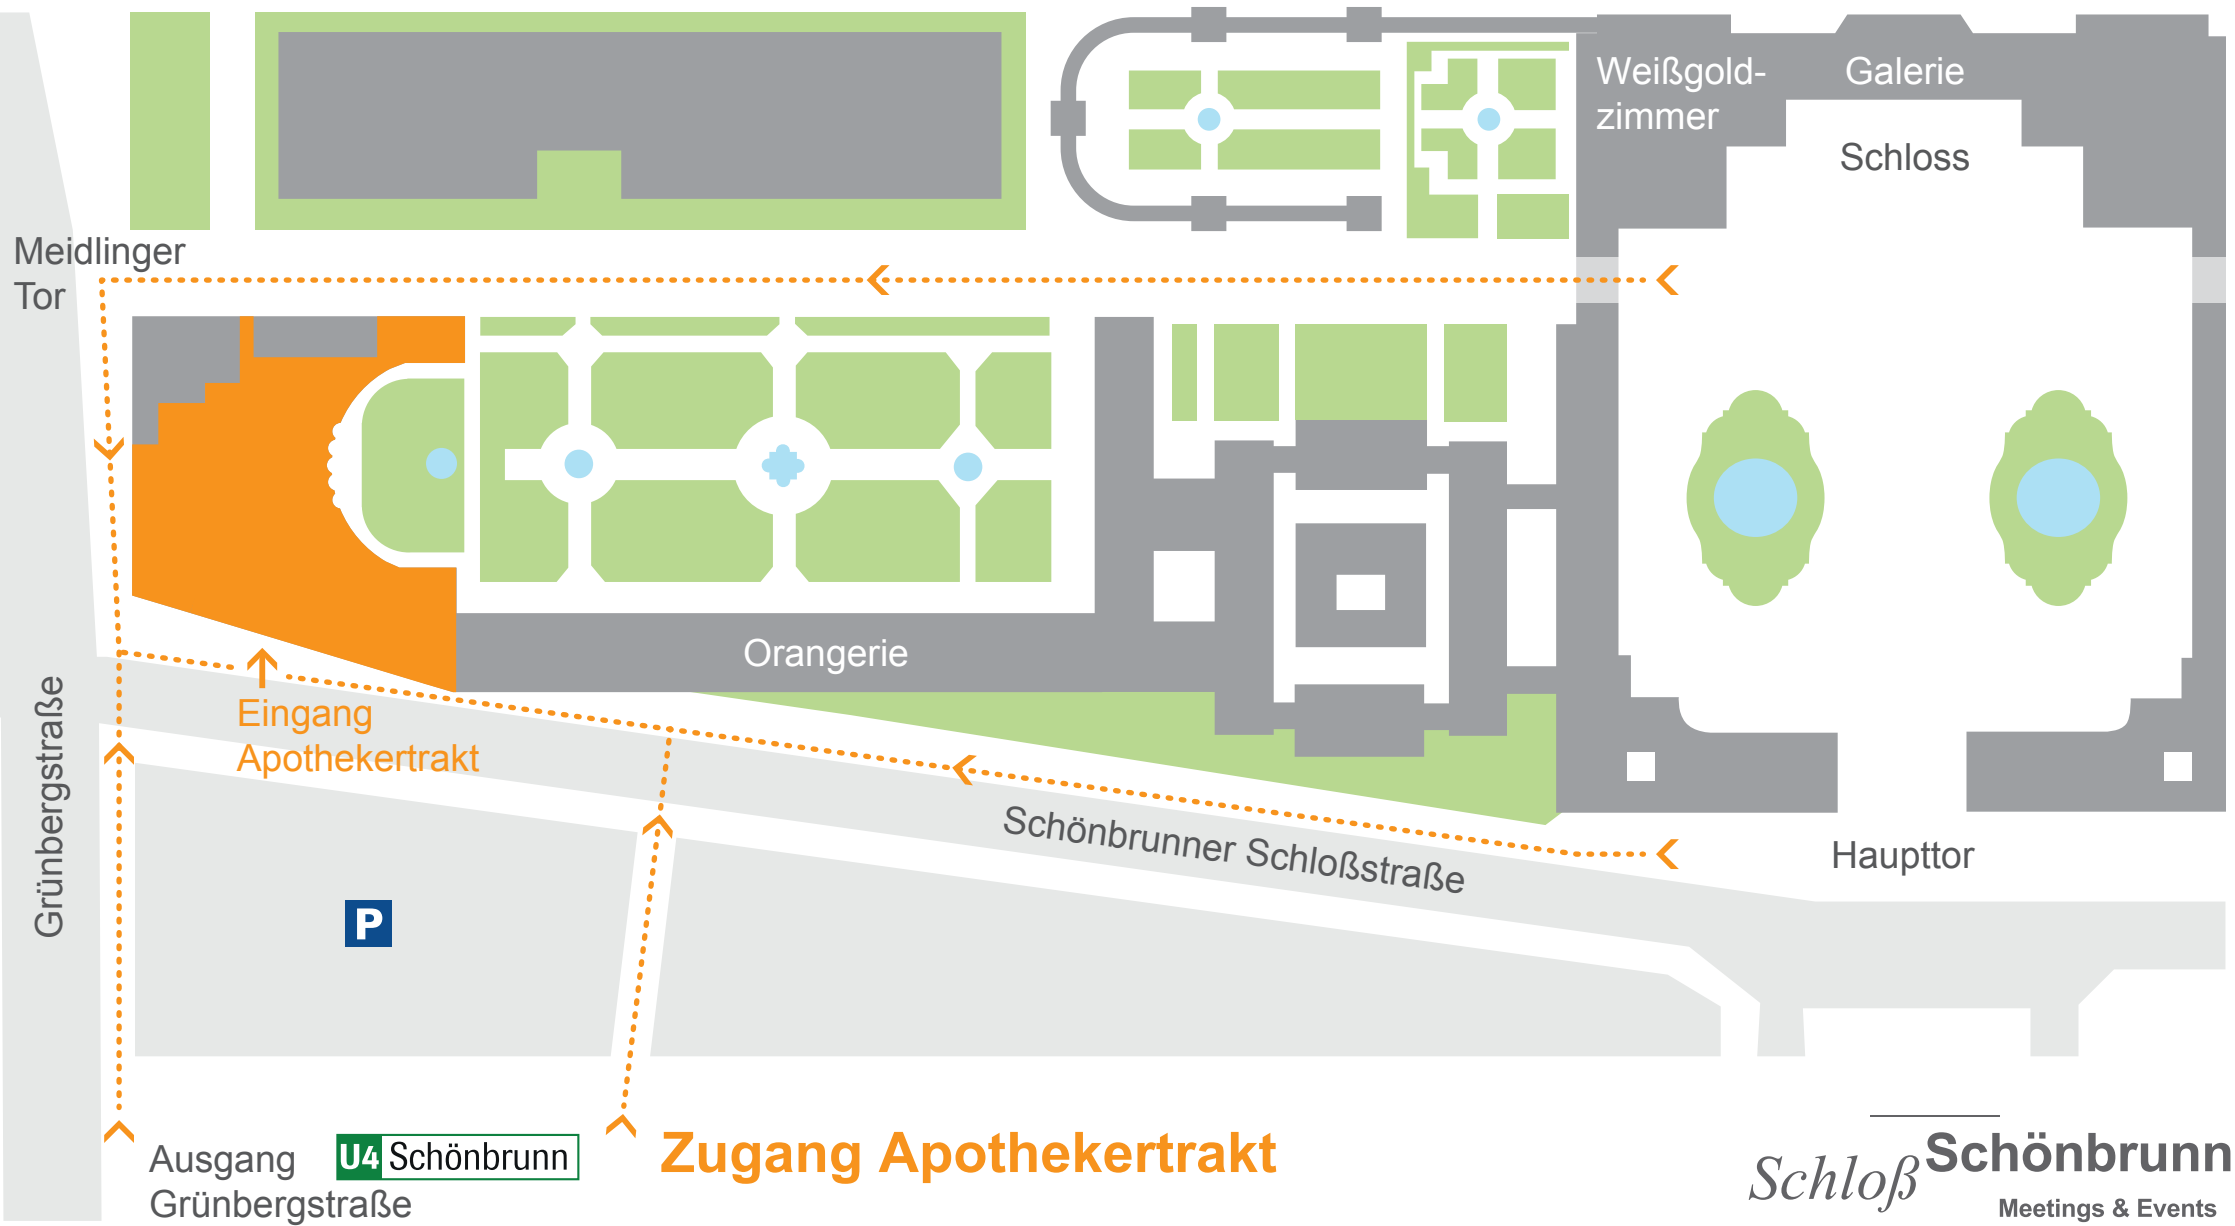 Weißgold-
zimmer
Galerie
Schloss
Meidlinger
Tor
Orangerie
Eingang
Apothekertrakt
Grünbergstraße
Schönbrunner Schloßstraße
Haupttor
P
Ausgang
Grünbergstraße
U4 Schönbrunn
Zugang Apothekertrakt
Schloß Schönbrunn
Meetings & Events